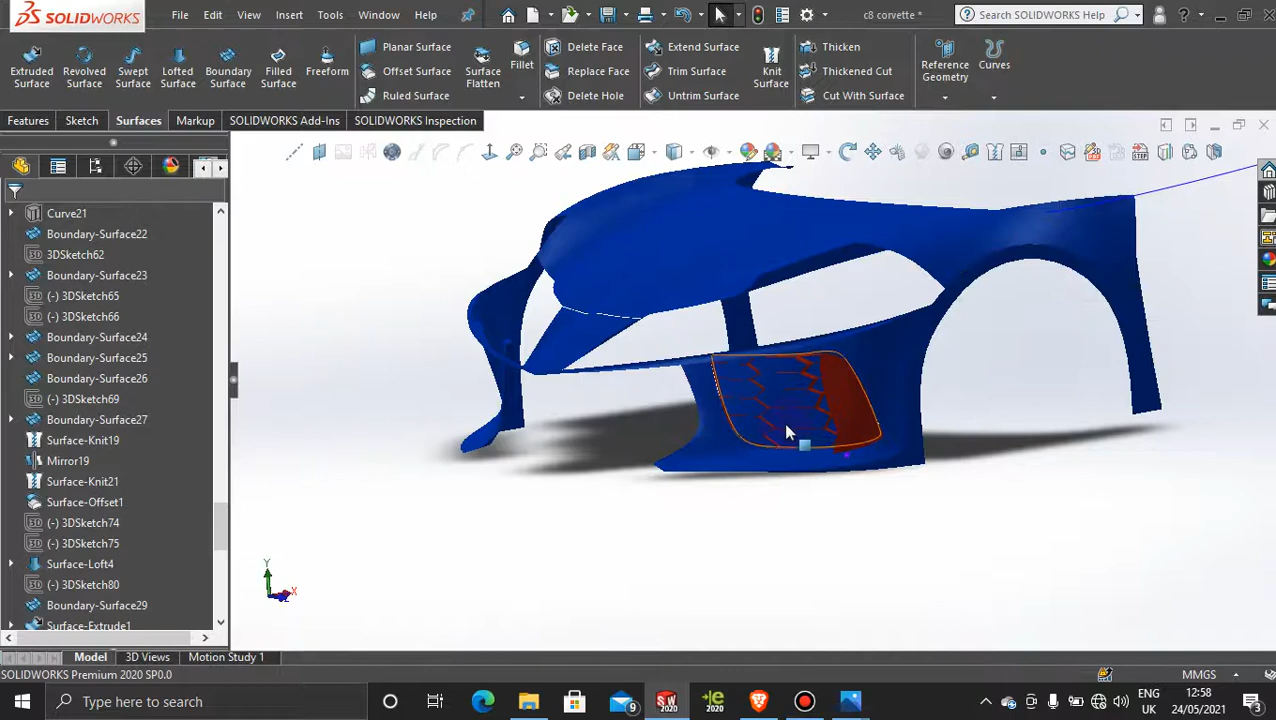 SOLIDWORKS File Edit View Insert Tools Window Help c8 corvette * Search SOLIDWORKS Help ?
Extruded Surface Revolved Surface Swept Surface Lofted Surface Boundary Surface Filled Surface Freeform
Planar Surface
Offset Surface
Ruled Surface
Surface Flatten
Fillet
Delete Face
Replace Face
Delete Hole
Extend Surface
Trim Surface
Untrim Surface
Knit Surface
Thicken
Thickened Cut
Cut With Surface
Reference Geometry
Curves
Features Sketch Surfaces Markup SOLIDWORKS Add-Ins SOLIDWORKS Inspection
Curve21
Boundary-Surface22
3DSketch62
Boundary-Surface23
(-) 3DSketch65
(-) 3DSketch66
Boundary-Surface24
Boundary-Surface25
Boundary-Surface26
(-) 3DSketch69
Boundary-Surface27
Surface-Knit19
Mirror19
Surface-Knit21
Surface-Offset1
(-) 3DSketch74
(-) 3DSketch75
Surface-Loft4
(-) 3DSketch80
Boundary-Surface29
Surface-Extrude1
Y
X
Model 3D Views Motion Study 1
SOLIDWORKS Premium 2020 SP0.0 MMGS
Type here to search
9
SW 2020
2020
ENG
UK
12:58
24/05/2021
3